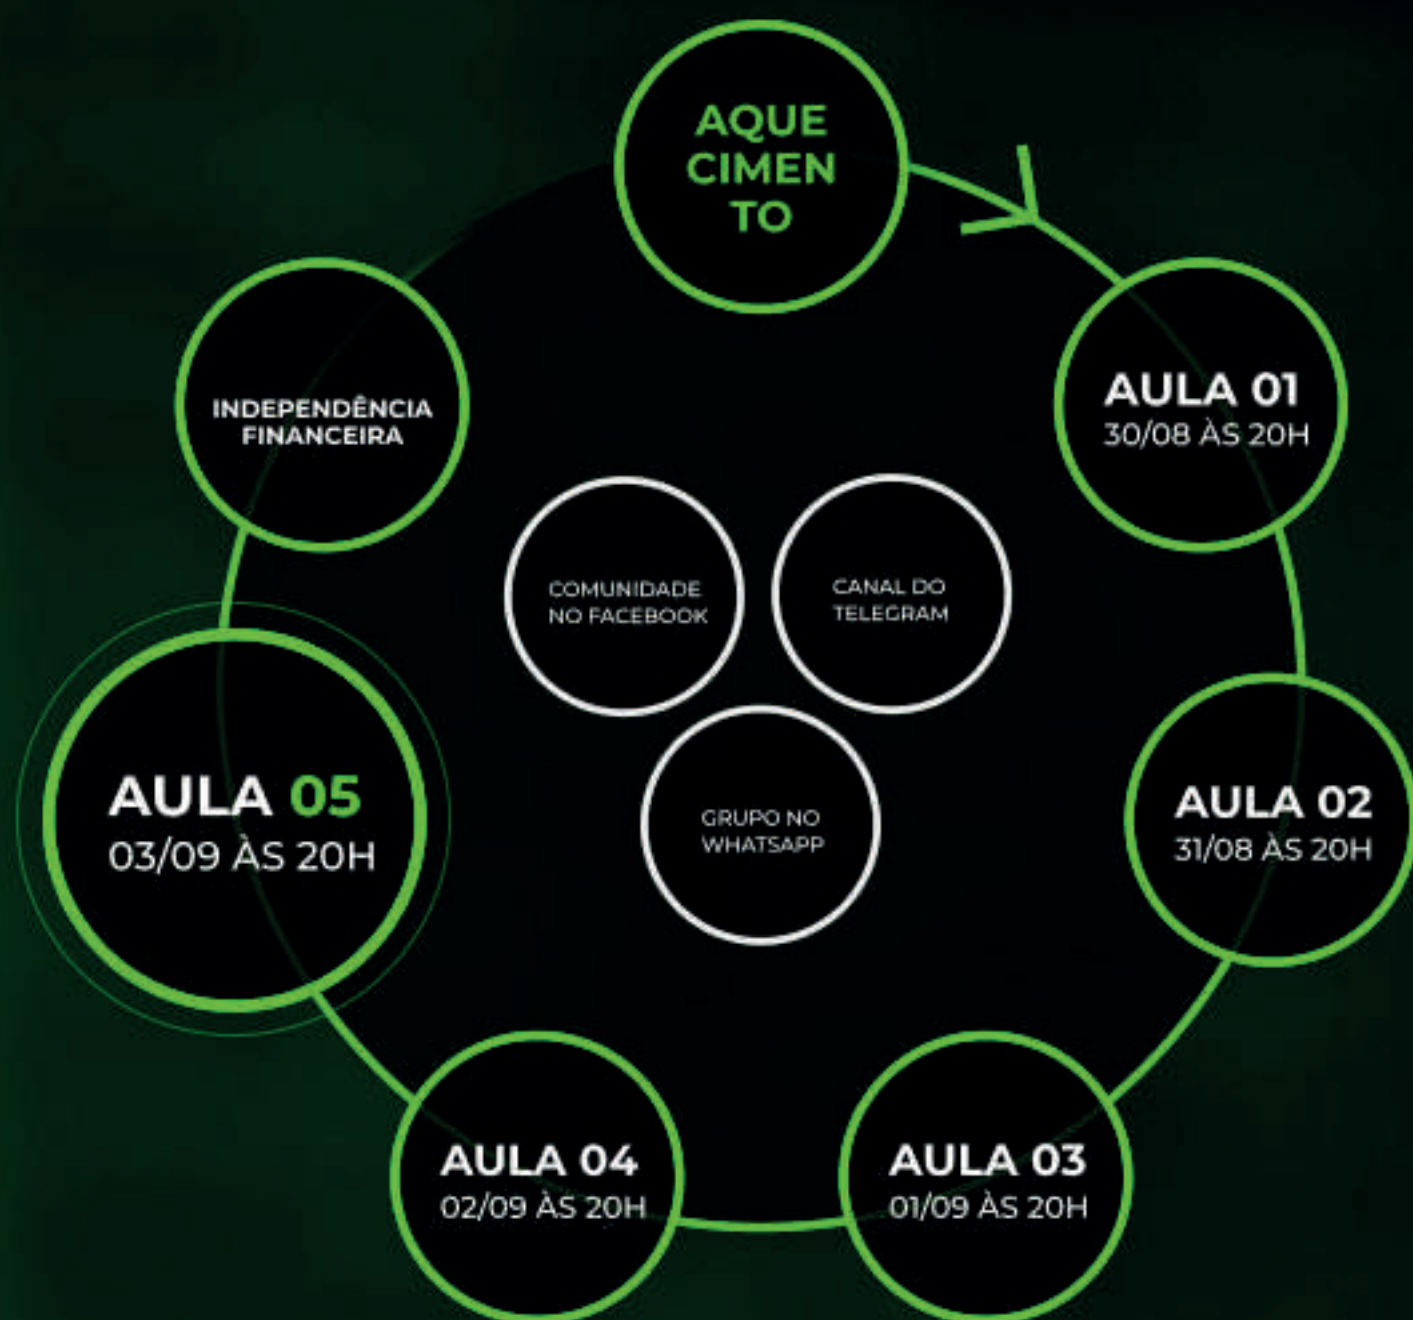 AQUE
CIMEN
TO
AULA 01
30/08 ÀS 20H
AULA 02
31/08 ÀS 20H
AULA 03
01/09 ÀS 20H
AULA 04
02/09 ÀS 20H
AULA 05
03/09 ÀS 20H
INDEPENDÊNCIA
FINANCEIRA
COMUNIDADE
NO FACEBOOK
CANAL DO
TELEGRAM
GRUPO NO
WHATSAPP